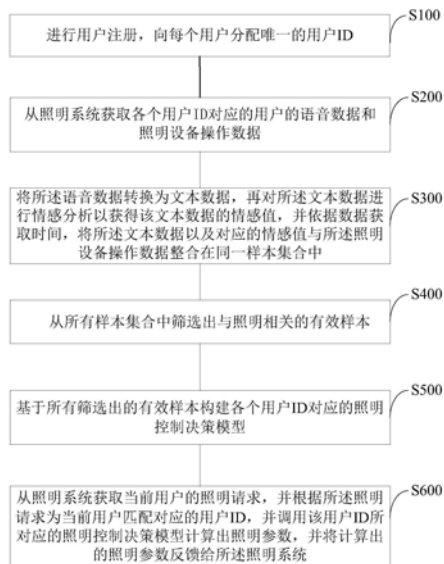 进行用户注册，向每个用户分配唯一的用户ID
S100
从照明系统获取各个用户ID对应的用户的语音数据和
照明设备操作数据
S200
将所述语音数据转换为文本数据，再对所述文本数据进
行情感分析以获得该文本数据的情感值，并依据数据获
取时间，将所述文本数据以及对应的情感值与所述照明
设备操作数据整合在同一样本集合中
S300
从所有样本集合中筛选出与照明相关的有效样本
S400
基于所有筛选出的有效样本构建各个用户ID对应的照明
控制决策模型
S500
从照明系统获取当前用户的照明请求，并根据所述照明
请求为当前用户匹配对应的用户ID，并调用该用户ID所
对应的照明控制决策模型计算出照明参数，并将计算出
的照明参数反馈给所述照明系统
S600